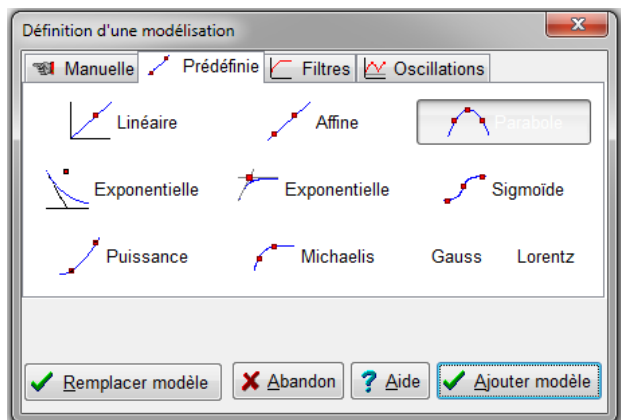 Définition d'une modélisation
Manuelle Prédéfinie Filtres Oscillations
Linéaire Affine Parabole
Exponentielle Exponentielle Sigmoïde
Puissance Michaelis Gauss Lorentz
Remplacer modèle Abandon Aide Ajouter modèle